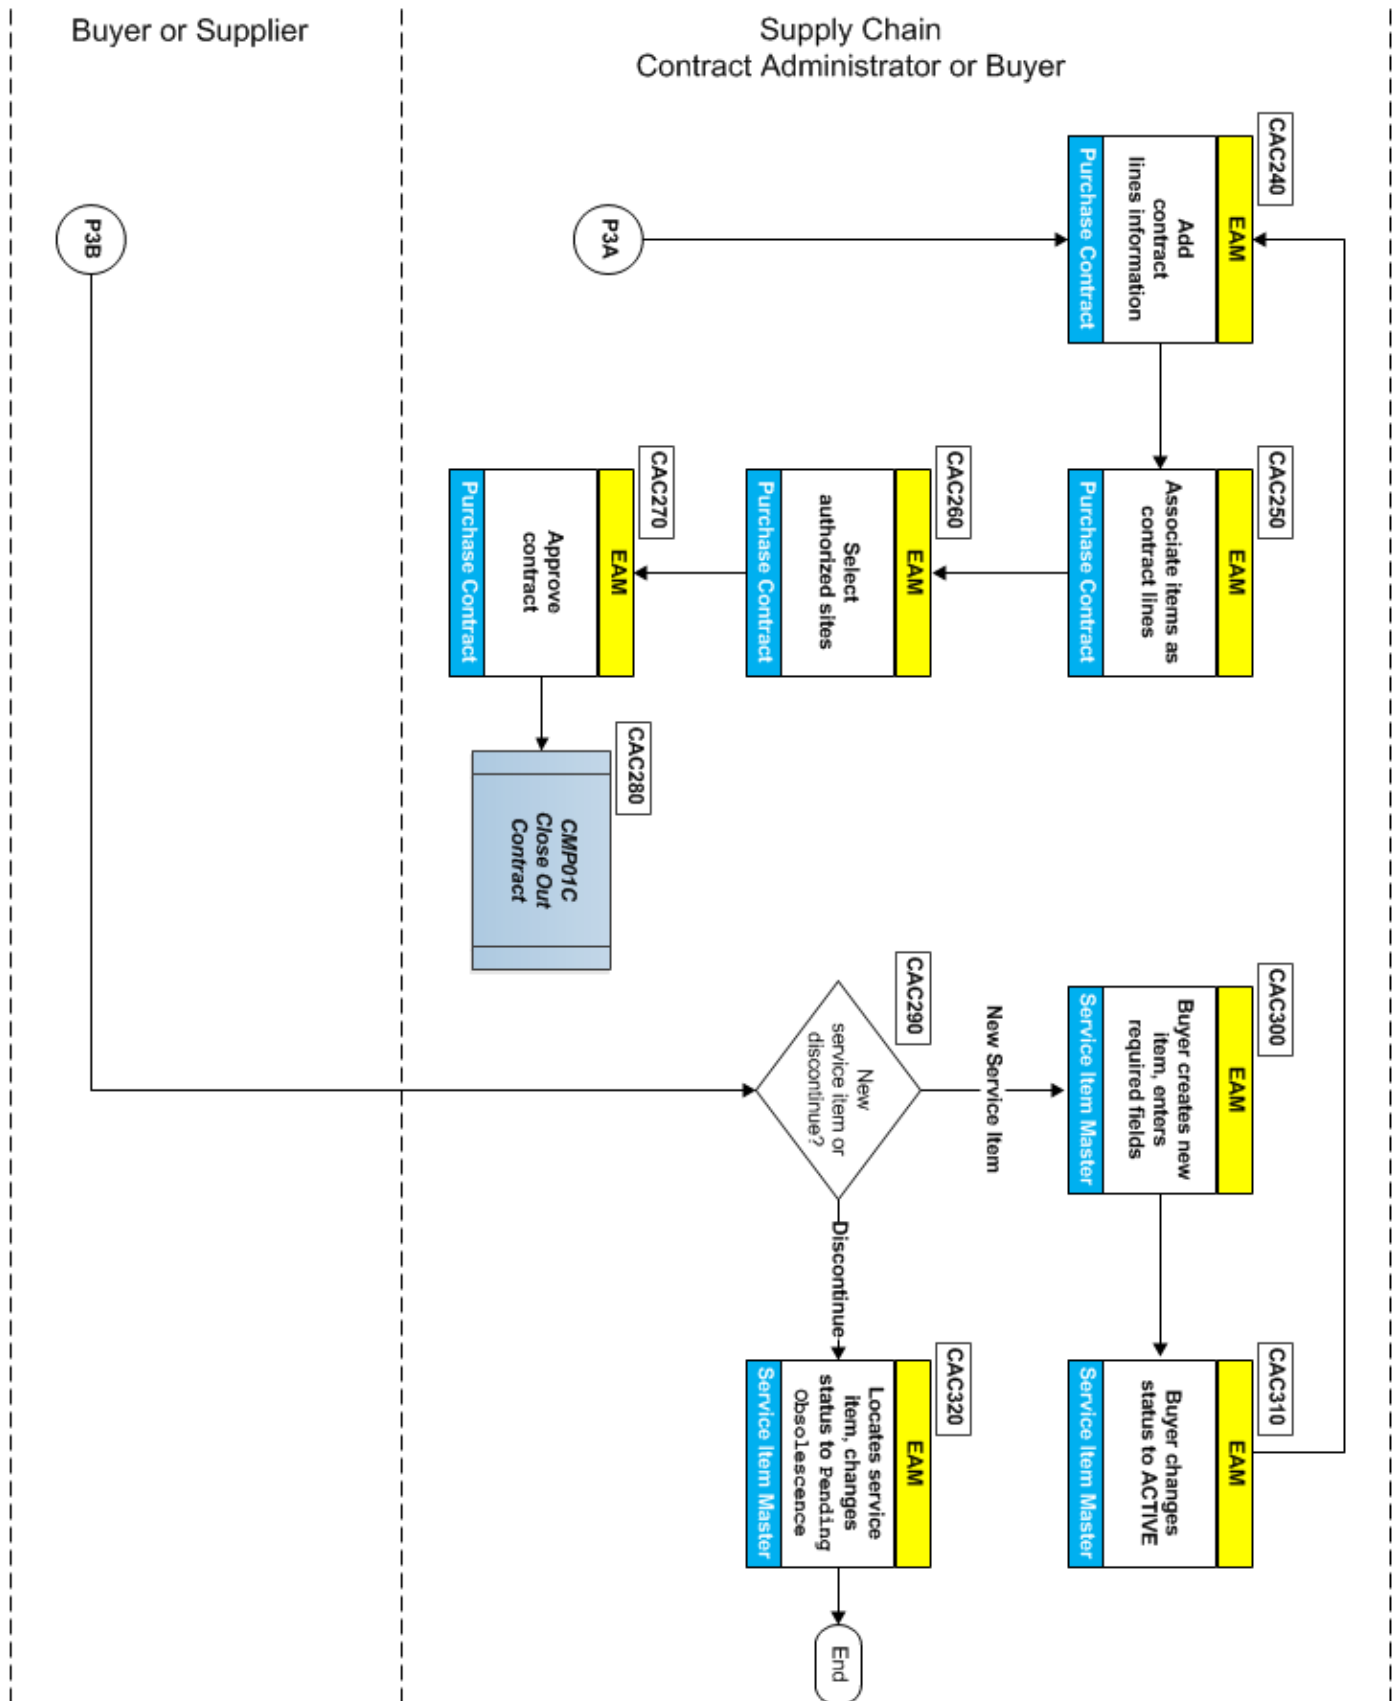 Buyer or Supplier
Supply Chain
Contract Administrator or Buyer
CAC240
EAM
Add
contract
lines information
Purchase Contract
P3A
P3B
CAC250
EAM
Associate items as
contract lines
Purchase Contract
CAC260
EAM
Select
authorized sites
Purchase Contract
CAC270
EAM
Approve
contract
Purchase Contract
CAC280
CMP01C
Close Out
Contract
CAC290
New
service item or
discontinue?
New Service Item
Discontinue
CAC300
EAM
Buyer creates new
item, enters
required fields
Service Item Master
CAC310
EAM
Buyer changes
status to ACTIVE
Service Item Master
CAC320
EAM
Locates service
item, changes
status to Pending
Obsolescence
Service Item Master
End